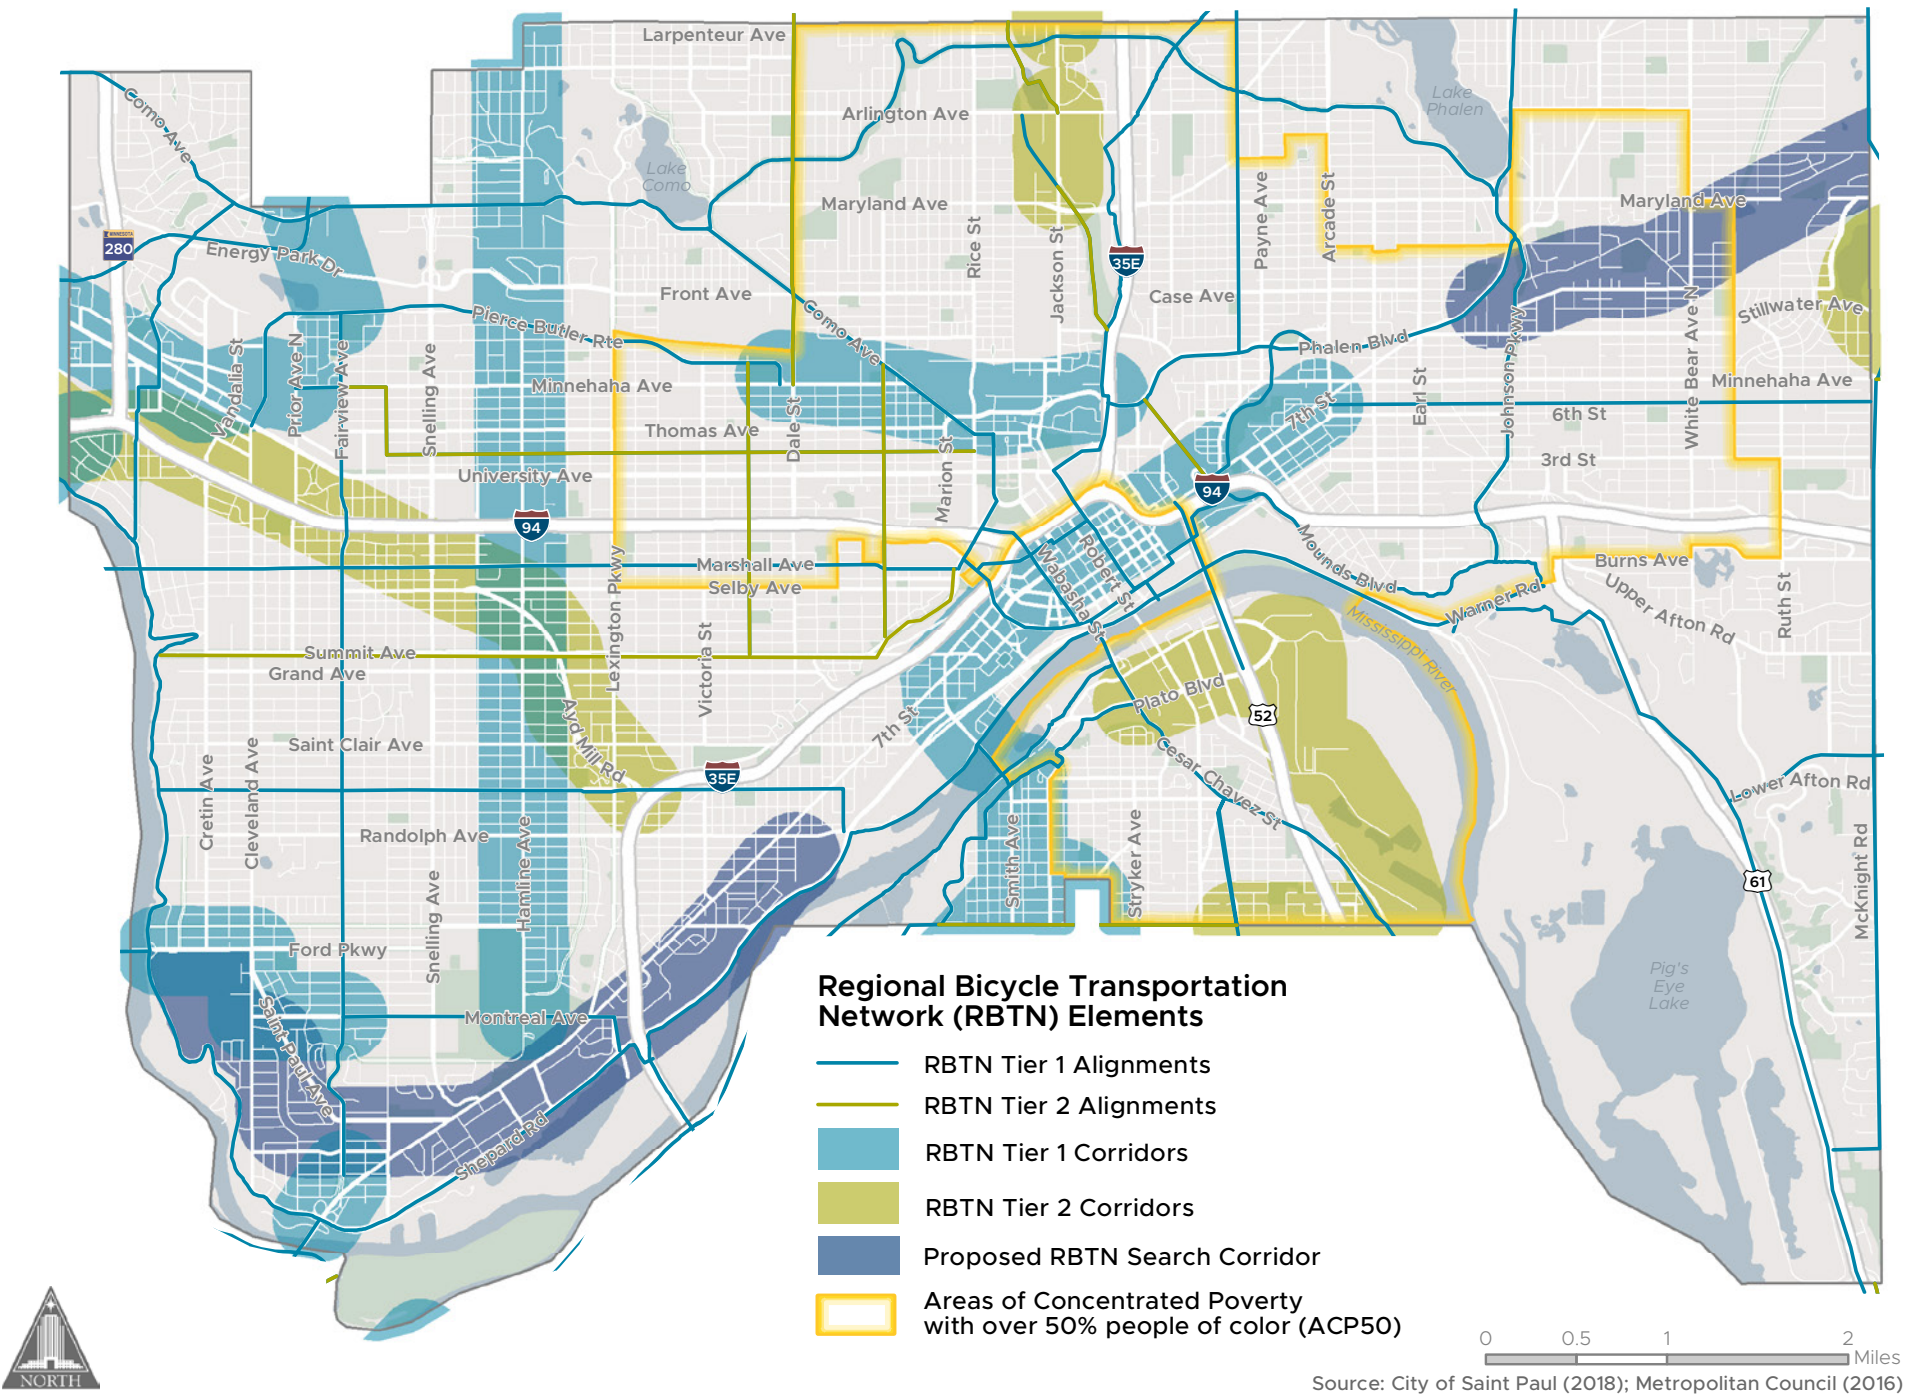 Larpenteur Ave
Como Ave
Lake
Phalen
Arlington Ave
Lake
Como
Maryland Ave
Maryland Ave
Rice St
Jackson St
Payne Ave
Arcade St
MINNESOTA
280
Energy Park Dr
35E
Front Ave
Case Ave
Stillwater Ave
Pierce Butler Rte
Como Ave
Phalen Blvd
Johnson Pkwy
White Bear Ave N
Vandalia St
Prior Ave N
Fairview Ave
Snelling Ave
Minnehaha Ave
Minnehaha Ave
Dale St
7th St
Earl St
6th St
Thomas Ave
Marion St
3rd St
University Ave
94
94
Lexington Pkwy
Marshall Ave
Selby Ave
Wabasha St
Robert St
Mounds Blvd
Warner Rd
Burns Ave
Upper Afton Rd
Ruth St
Mississippi River
Summit Ave
Grand Ave
Victoria St
Ayd Mill Rd
7th St
Plato Blvd
52
Cesar Chavez St
Saint Clair Ave
Cretin Ave
Cleveland Ave
35E
Lower Afton Rd
Randolph Ave
Hamline Ave
Snelling Ave
Smith Ave
Stryker Ave
McKnight Rd
61
Ford Pkwy
Pig's
Eye
Lake
Saint Paul Ave
Montreal Ave
Shepard Rd
Regional Bicycle Transportation
Network (RBTN) Elements
RBTN Tier 1 Alignments
RBTN Tier 2 Alignments
RBTN Tier 1 Corridors
RBTN Tier 2 Corridors
Proposed RBTN Search Corridor
Areas of Concentrated Poverty
with over 50% people of color (ACP50)
NORTH
0 0.5 1 2
Miles
Source: City of Saint Paul (2018); Metropolitan Council (2016)